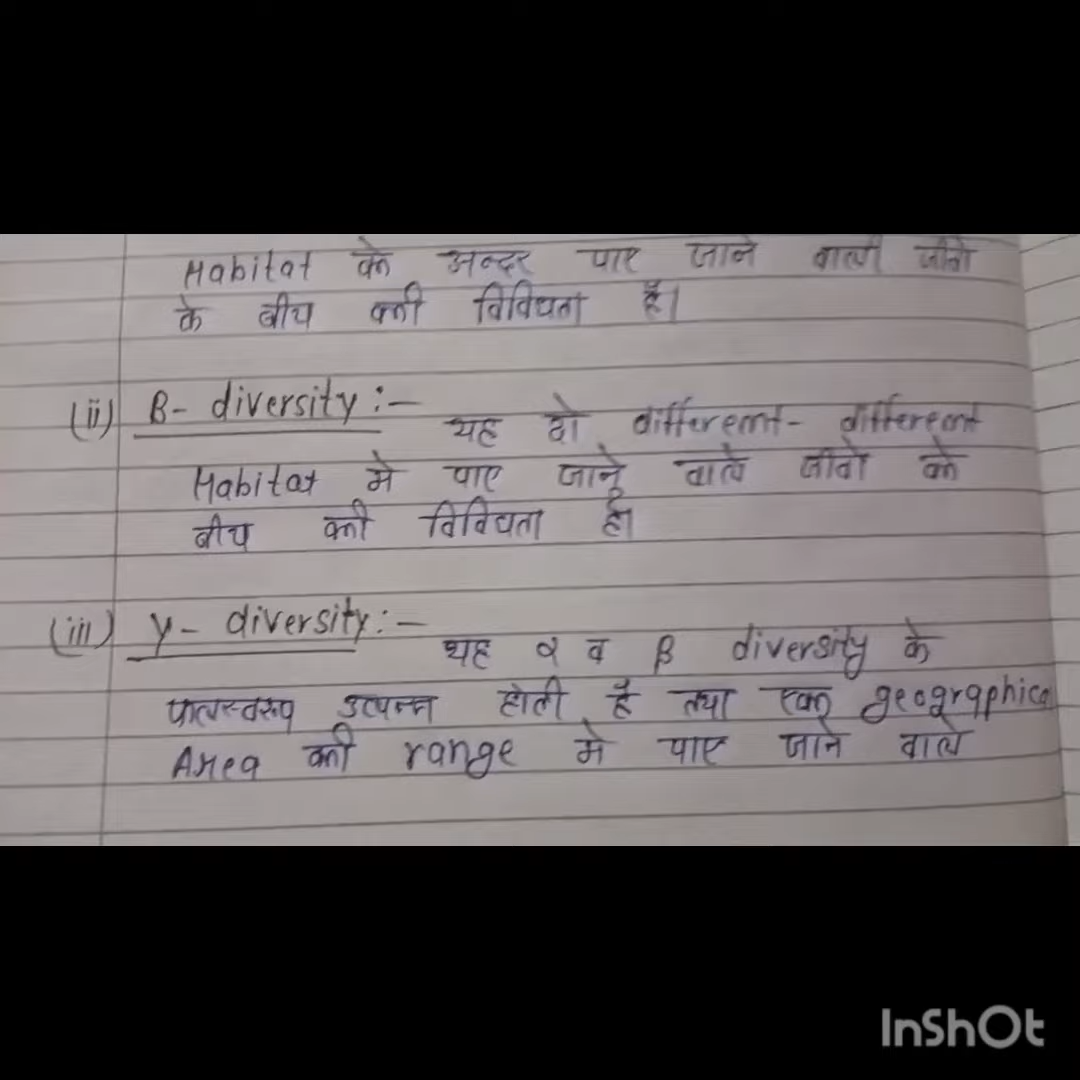 Habitat के अन्दर पाए जाने वाले जीवो
के बीच की विविधता है।
(ii) B- diversity :-
यह दो different- different
Habitat मे पाए जाने वाले जीवो के
बीच की विविधता है।
(iii) γ- diversity :-
यह α व β diversity के
फलस्वरूप उत्पन्न होती है तथा एक geographica
Area की range मे पाए जाने वाले
InShOt